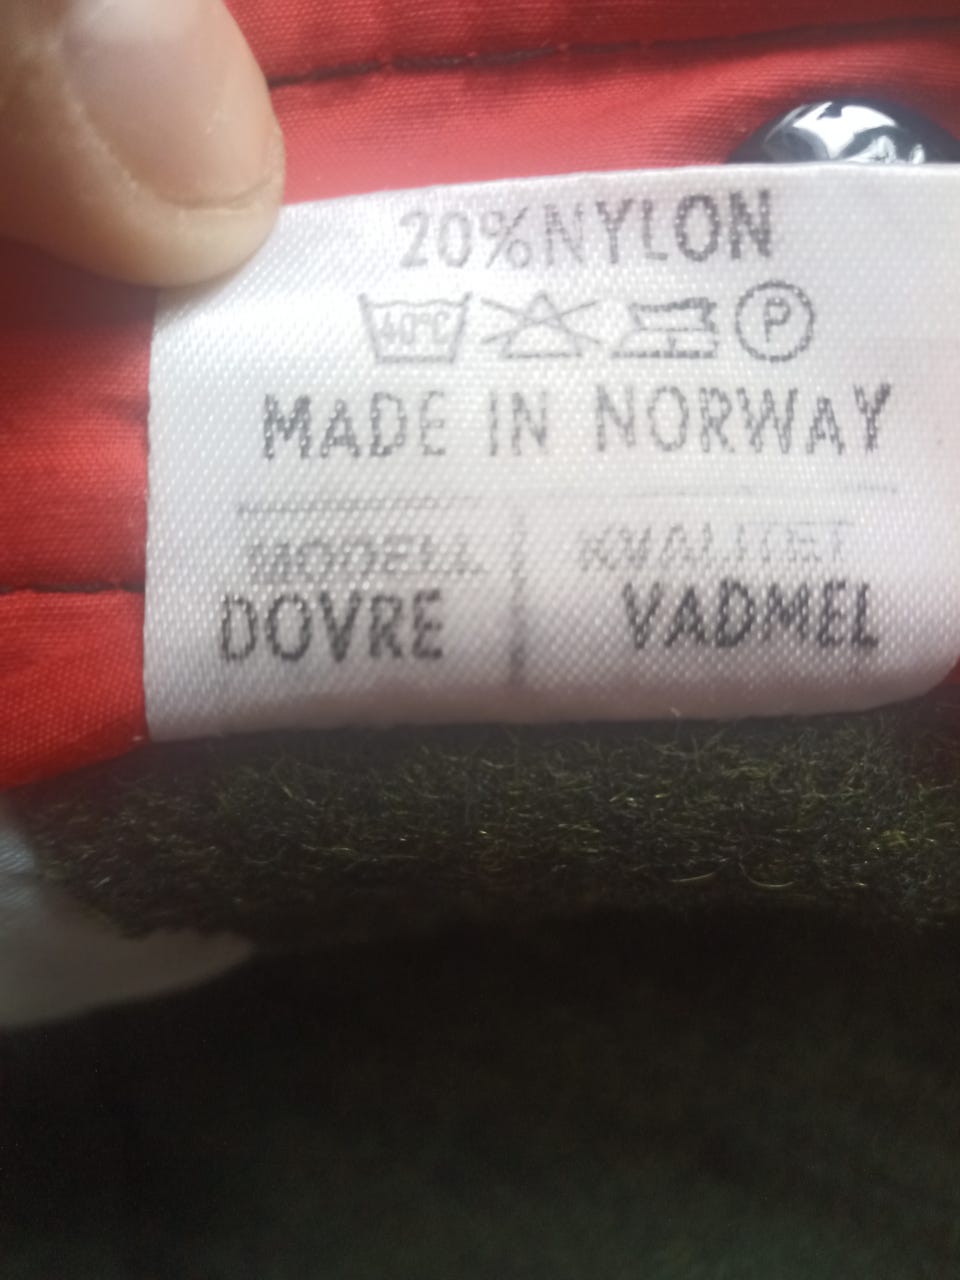 20% NYLON
40°C P
MADE IN NORWAY
MODELL KVALITET
DOVRE VADMEL